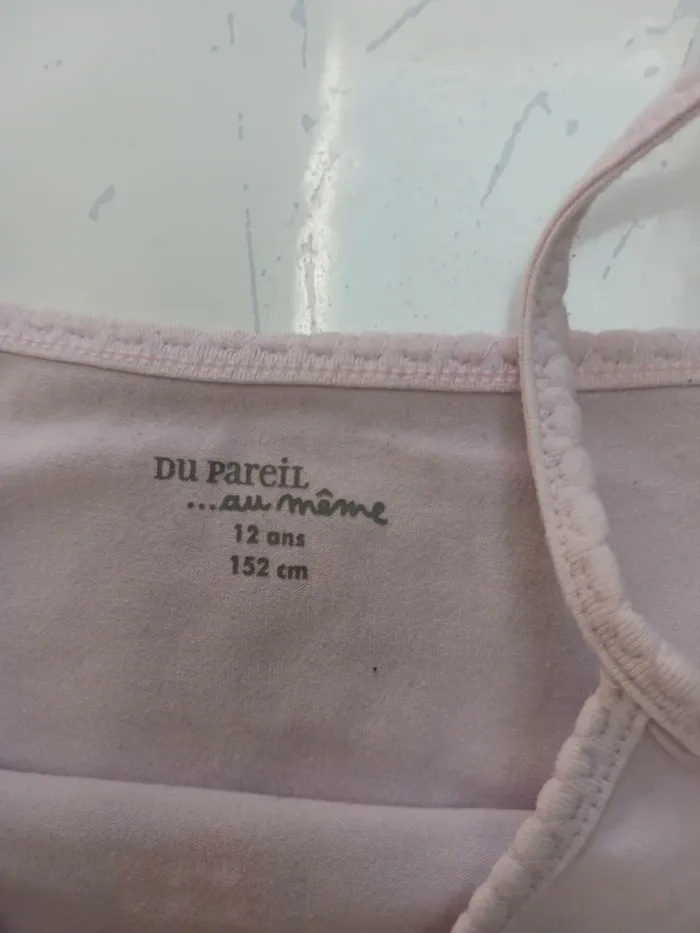 Du pareil
...au même
12 ans
152 cm